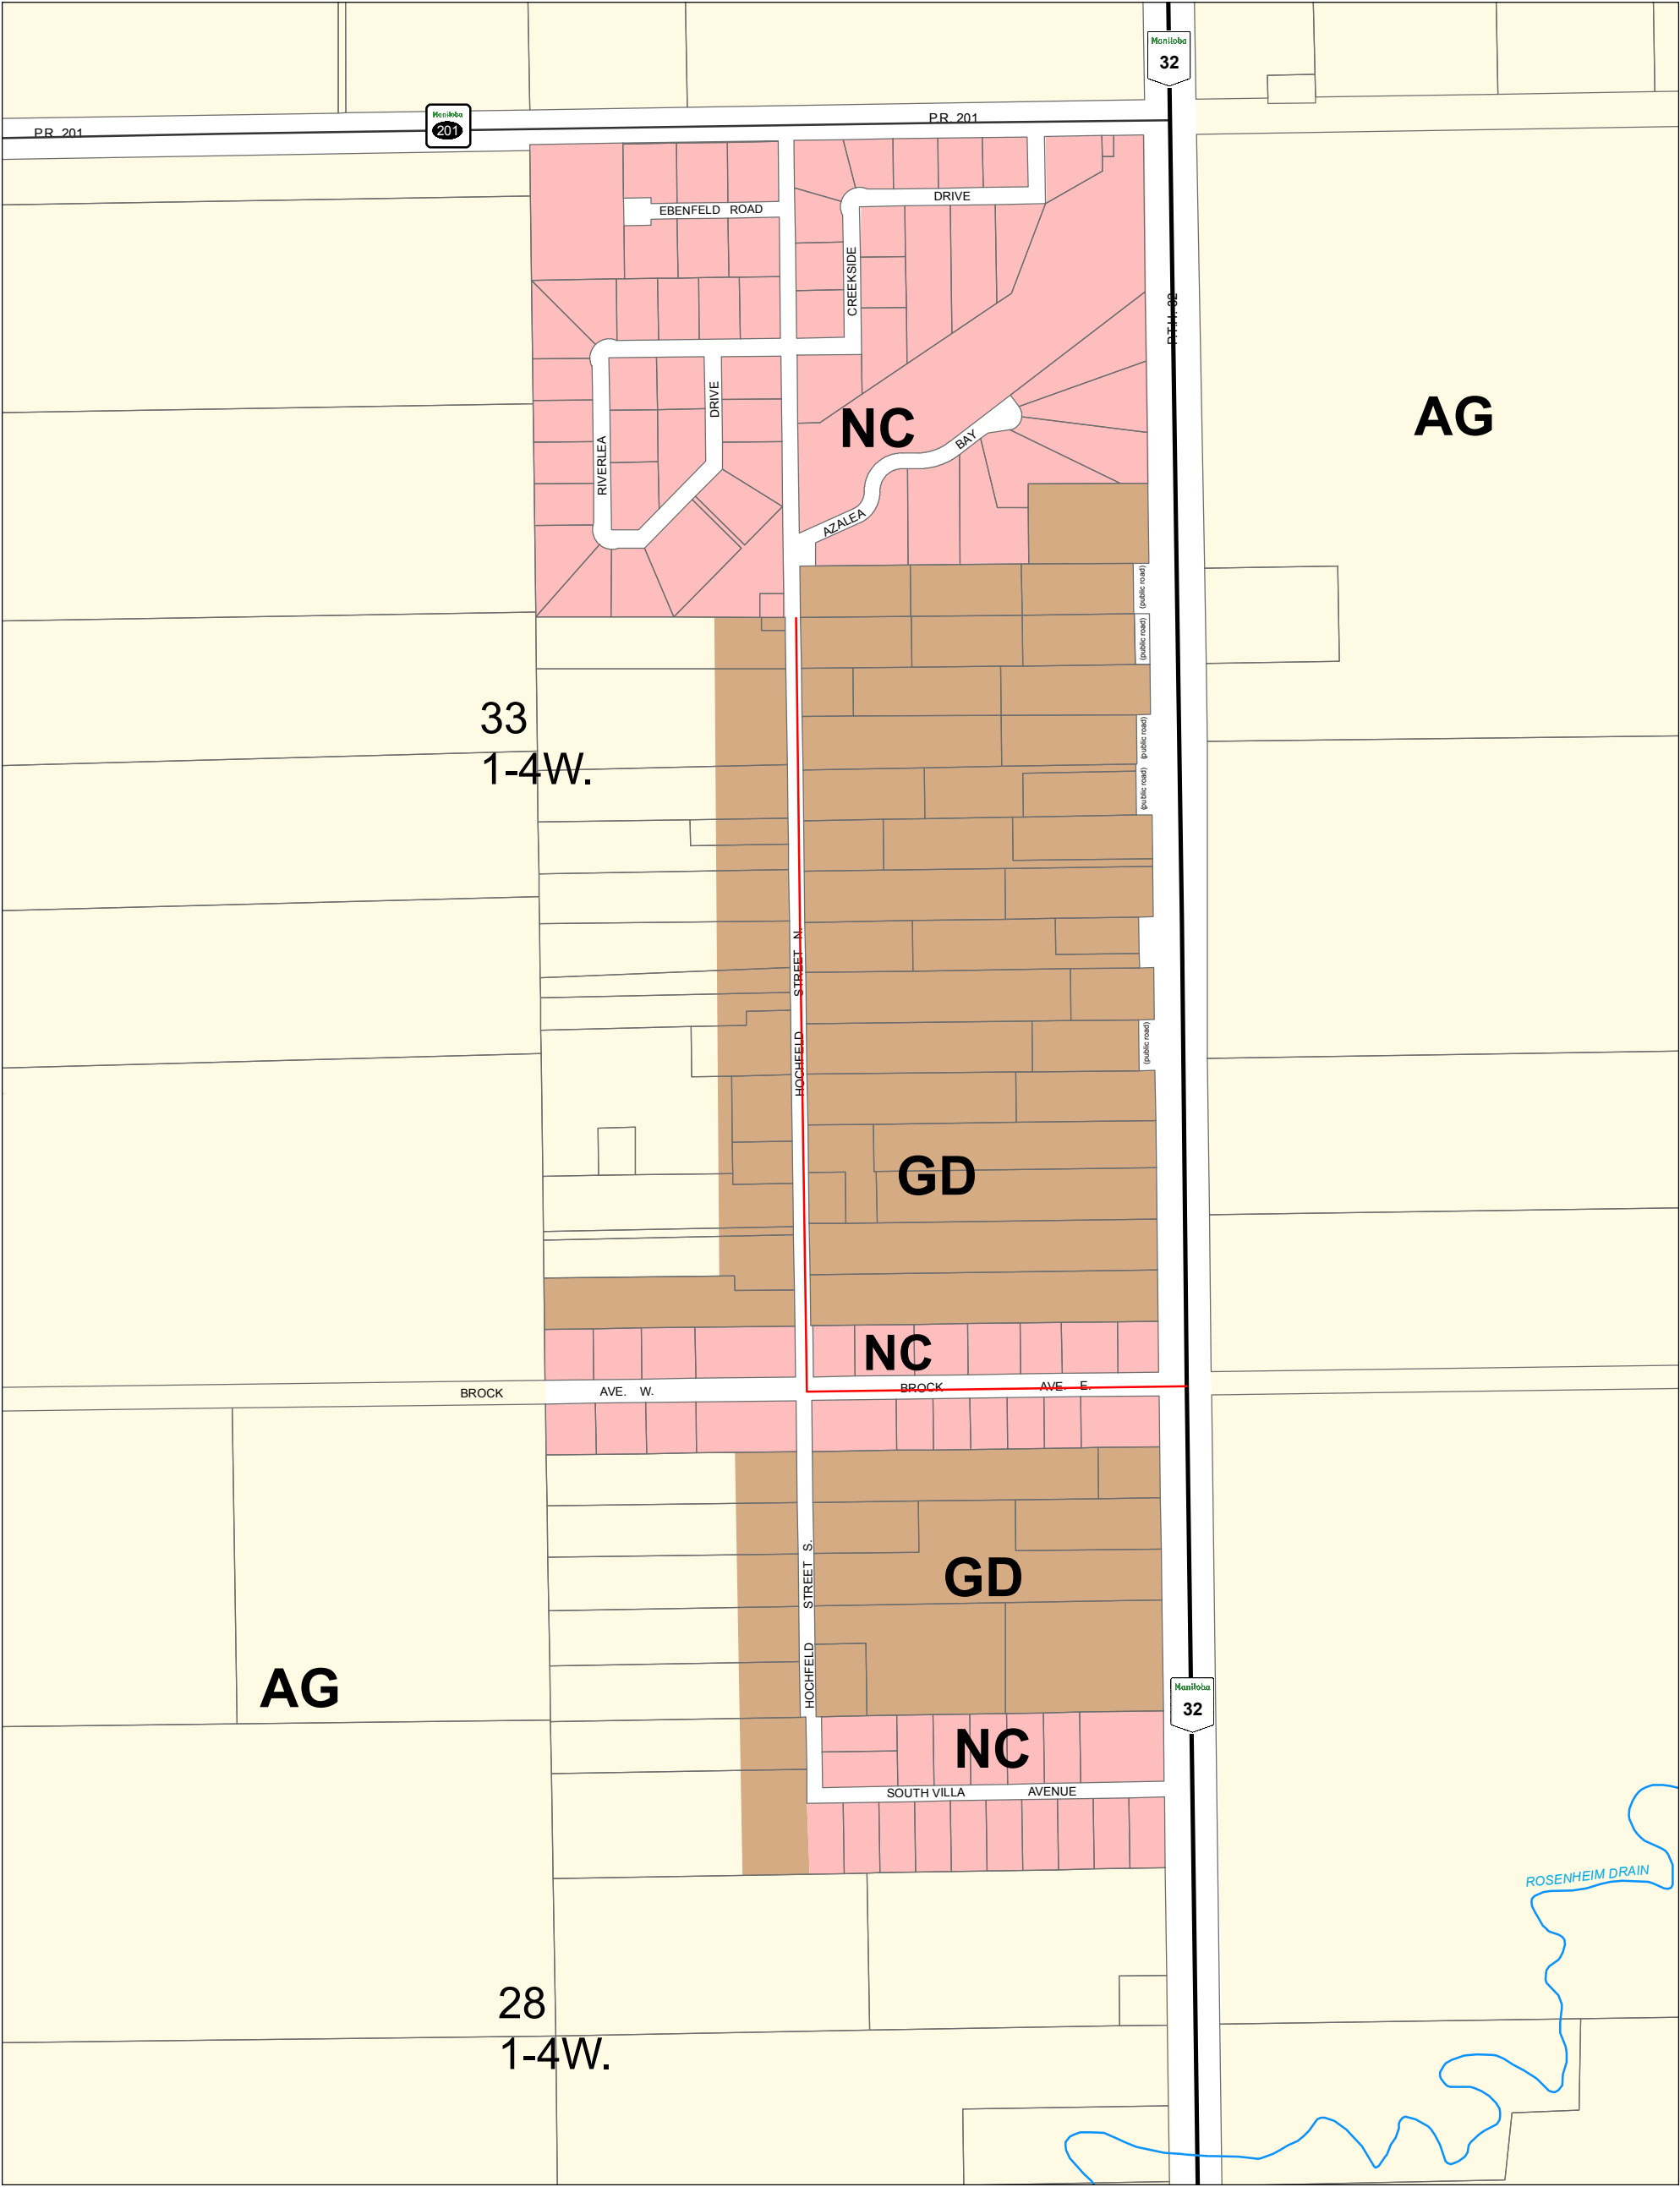 Manitoba
32
Manitoba
201
P.R. 201
P.R. 201
EBENFELD ROAD
DRIVE
CREEKSIDE
P.T.H. 32
DRIVE
RIVERLEA
NC
AG
BAY
AZALEA
(public road)
(public road)
33
1-4W.
(public road)
(public road)
HOCHFELD STREET N.
(public road)
GD
NC
BROCK AVE. W.
BROCK AVE. E.
HOCHFELD STREET S.
GD
AG
Manitoba
32
NC
SOUTH VILLA AVENUE
ROSENHEIM DRAIN
28
1-4W.